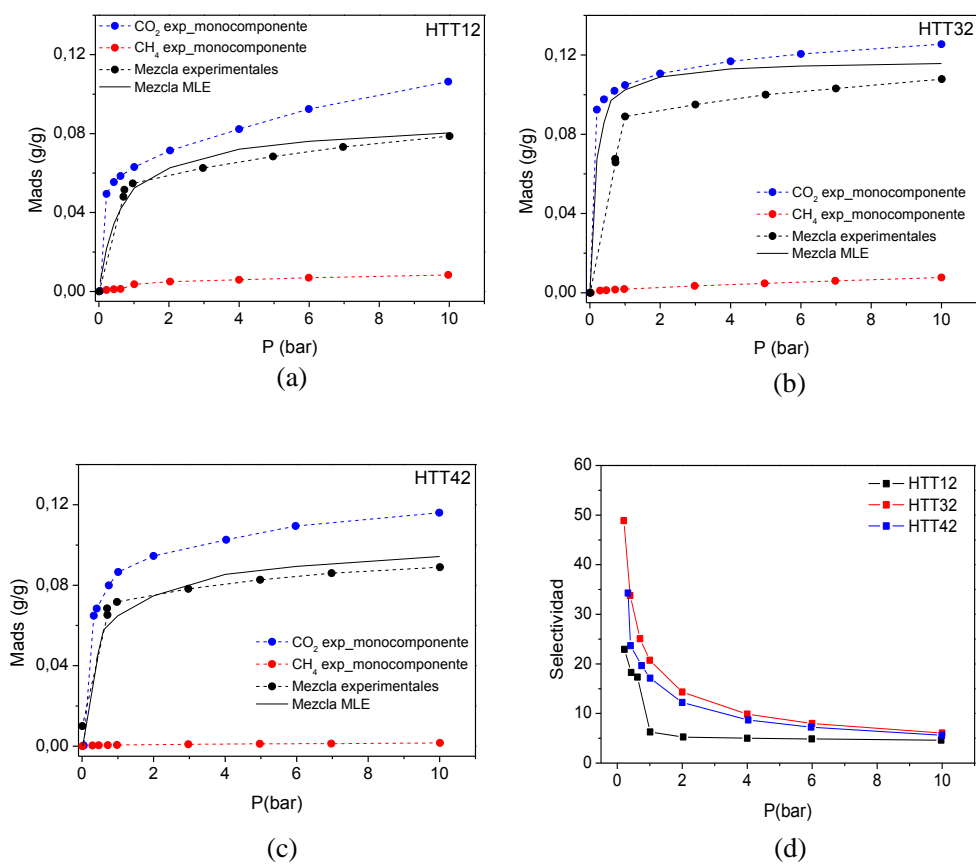 HTT12
CO2 exp_monocomponente
CH4 exp_monocomponente
Mezcla experimentales
Mezcla MLE
Mads (g/g)
0,12
0,08
0,04
0,00
0 2 4 6 8 10
P (bar)
(a)
HTT32
CO2 exp_monocomponente
CH4 exp_monocomponente
Mezcla experimentales
Mezcla MLE
Mads (g/g)
0,12
0,08
0,04
0,00
0 2 4 6 8 10
P (bar)
(b)
HTT42
CO2 exp_monocomponente
CH4 exp_monocomponente
Mezcla experimentales
Mezcla MLE
Mads (g/g)
0,12
0,08
0,04
0,00
0 2 4 6 8 10
P(bar)
(c)
HTT12
HTT32
HTT42
Selectividad
60
50
40
30
20
10
0
0 2 4 6 8 10
P(bar)
(d)